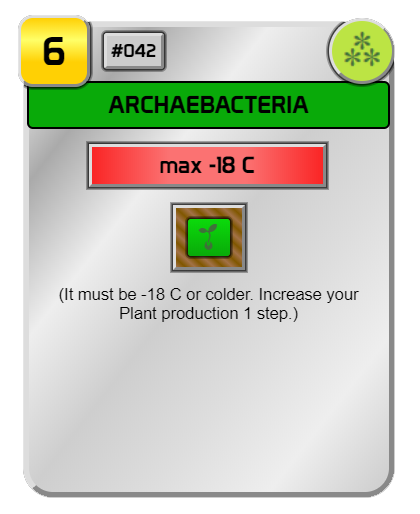 6
#042
ARCHAEBACTERIA
max -18 C
(It must be -18 C or colder. Increase your
Plant production 1 step.)